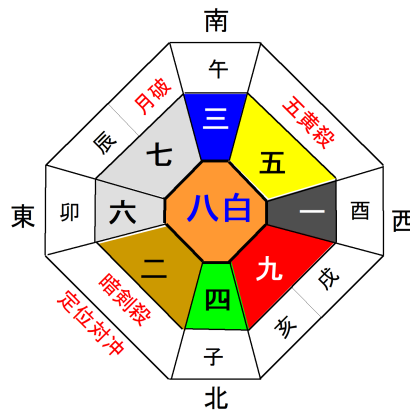 南
午
月破
五黄殺
辰
三
七
五
東
卯
六
八白
一
酉
西
二
九
戌
暗剣殺
四
定位対冲
亥
子
北